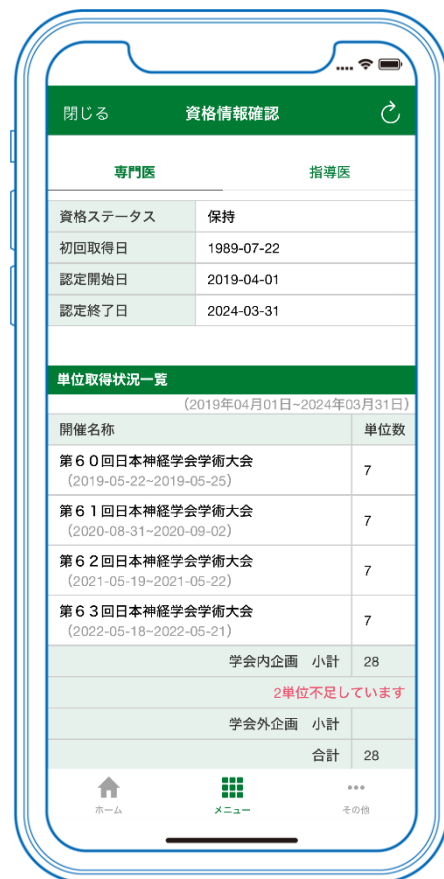 閉じる 資格情報確認
専門医 指導医
資格ステータス 保持
初回取得日 1989-07-22
認定開始日 2019-04-01
認定終了日 2024-03-31
単位取得状況一覧
（2019年04月01日~2024年03月31日）
開催名称 単位数
第６０回日本神経学会学術大会
（2019-05-22~2019-05-25） 7
第６１回日本神経学会学術大会
（2020-08-31~2020-09-02） 7
第６２回日本神経学会学術大会
（2021-05-19~2021-05-22） 7
第６３回日本神経学会学術大会
（2022-05-18~2022-05-21） 7
学会内企画　小計 28
2単位不足しています
学会外企画　小計
合計 28
ホーム メニュー その他